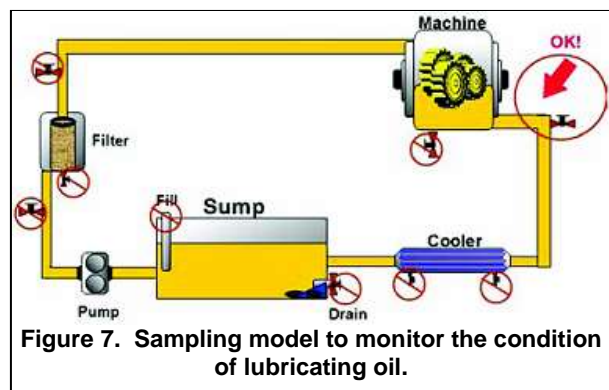 Machine
OK!
Filter
Fill
Sump
Cooler
Pump
Drain
Figure 7.  Sampling model to monitor the condition
of lubricating oil.